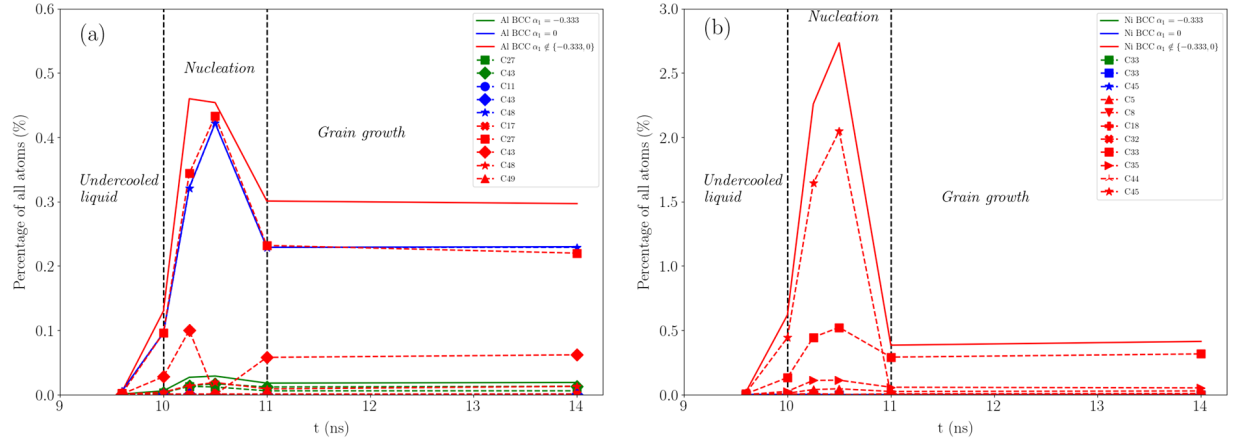 (a)
Percentage of all atoms (%)
0.6
0.5
0.4
0.3
0.2
0.1
0.0
9
10
11
12
13
14
t (ns)
Undercooled
liquid
Nucleation
Grain growth
Al BCC α₁ = −0.333
Al BCC α₁ = 0
Al BCC α₁ ∉ {−0.333, 0}
C27
C43
C11
C43
C48
C17
C27
C43
C48
C49
(b)
Percentage of all atoms (%)
3.0
2.5
2.0
1.5
1.0
0.5
0.0
9
10
11
12
13
14
t (ns)
Undercooled
liquid
Nucleation
Grain growth
Ni BCC α₁ = −0.333
Ni BCC α₁ = 0
Ni BCC α₁ ∉ {−0.333, 0}
C33
C33
C45
C5
C8
C18
C32
C33
C35
C44
C45